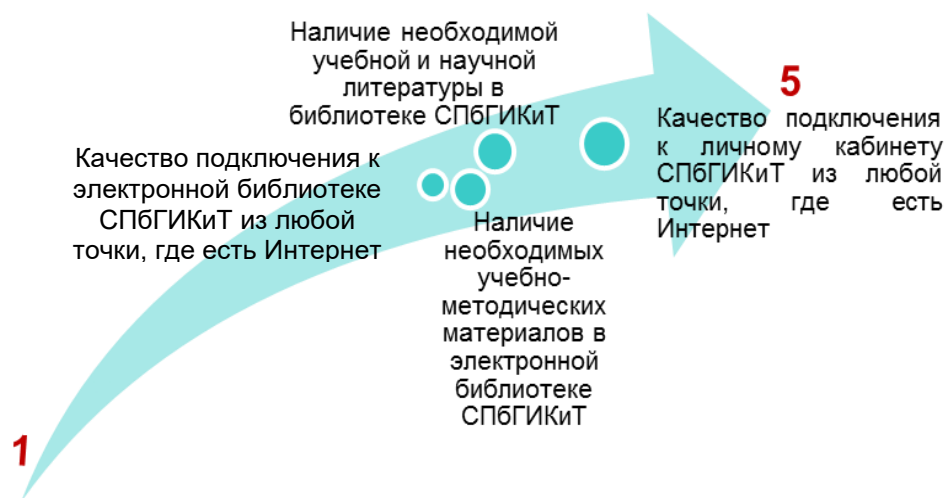 Наличие необходимой
учебной и научной
литературы в
библиотеке СПбГИКиТ
5
Качество подключения
к личному кабинету
СПбГИКиТ из любой
точки, где есть
Интернет
Качество подключения к
электронной библиотеке
СПбГИКиТ из любой
точки, где есть Интернет
Наличие
необходимых
учебно-
методических
материалов в
электронной
библиотеке
СПбГИКиТ
1